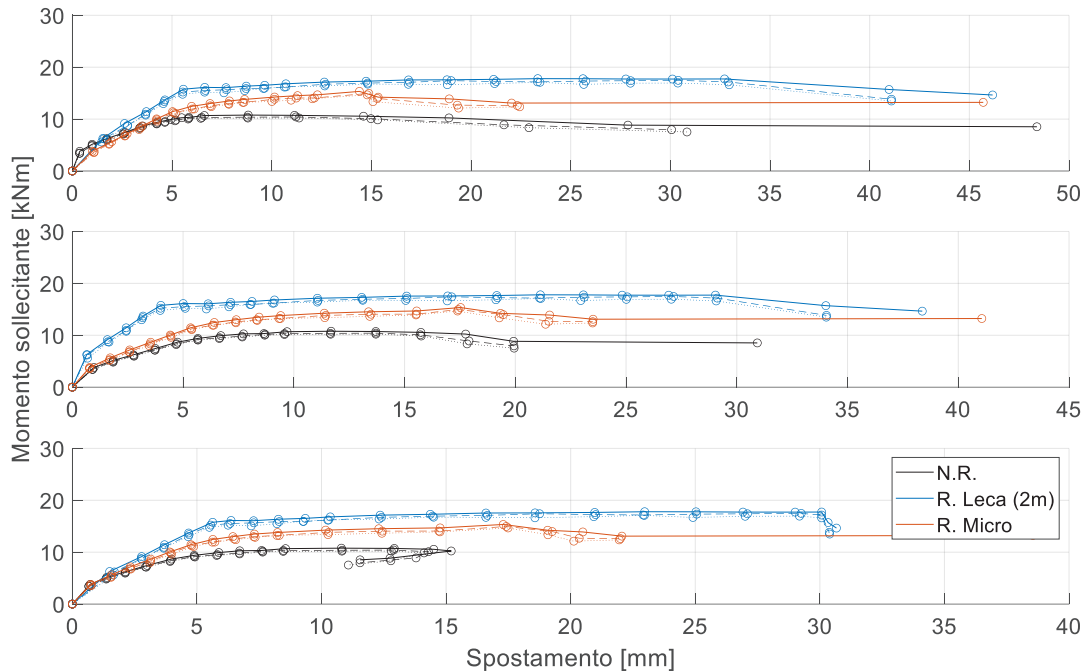 30
20
10
0
0 5 10 15 20 25 30 35 40 45 50
30
20
10
0
0 5 10 15 20 25 30 35 40 45
Momento sollecitante [kNm]
30
20
10
0
0 5 10 15 20 25 30 35 40
N.R.
R. Leca (2m)
R. Micro
Spostamento [mm]